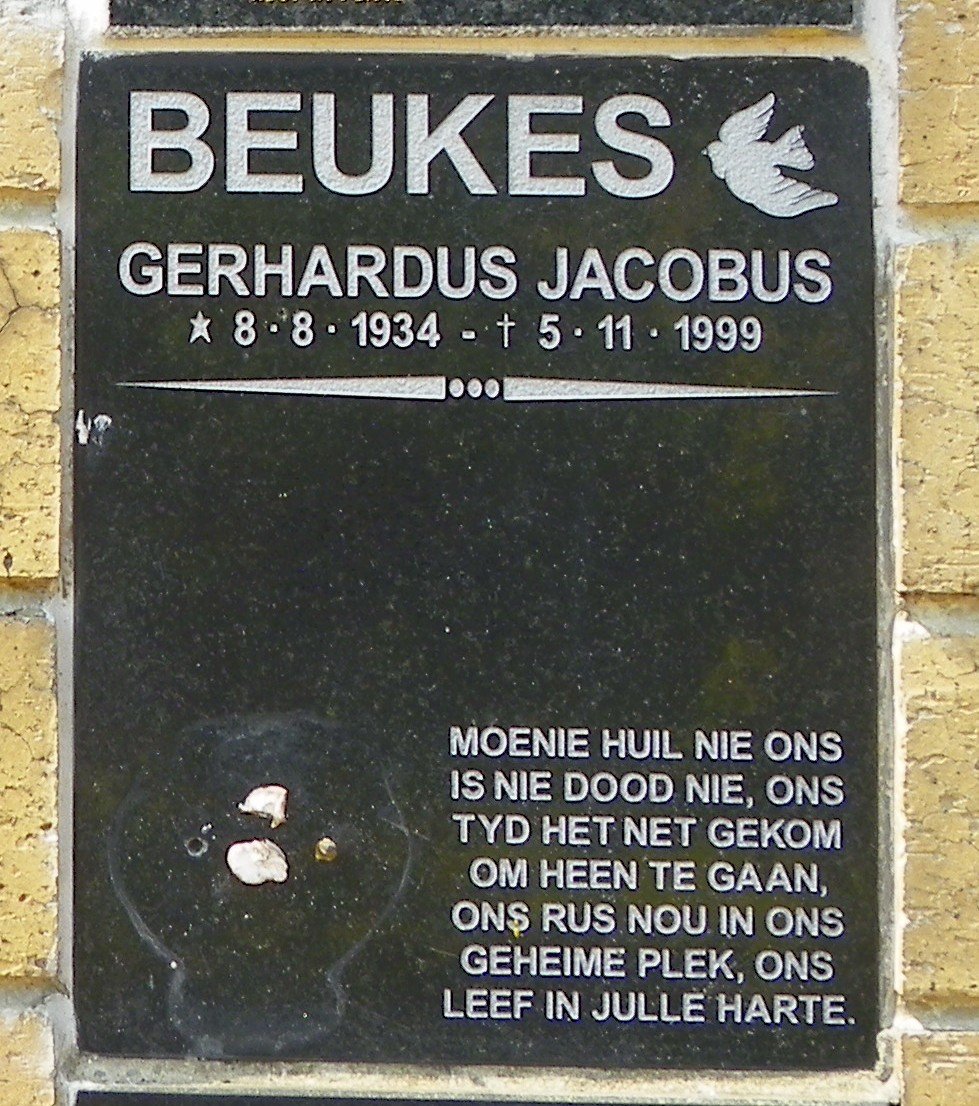 BEUKES
GERHARDUS JACOBUS
★ 8·8·1934 - † 5·11·1999
MOENIE HUIL NIE ONS
IS NIE DOOD NIE, ONS
TYD HET NET GEKOM
OM HEEN TE GAAN,
ONS RUS NOU IN ONS
GEHEIME PLEK, ONS
LEEF IN JULLE HARTE.